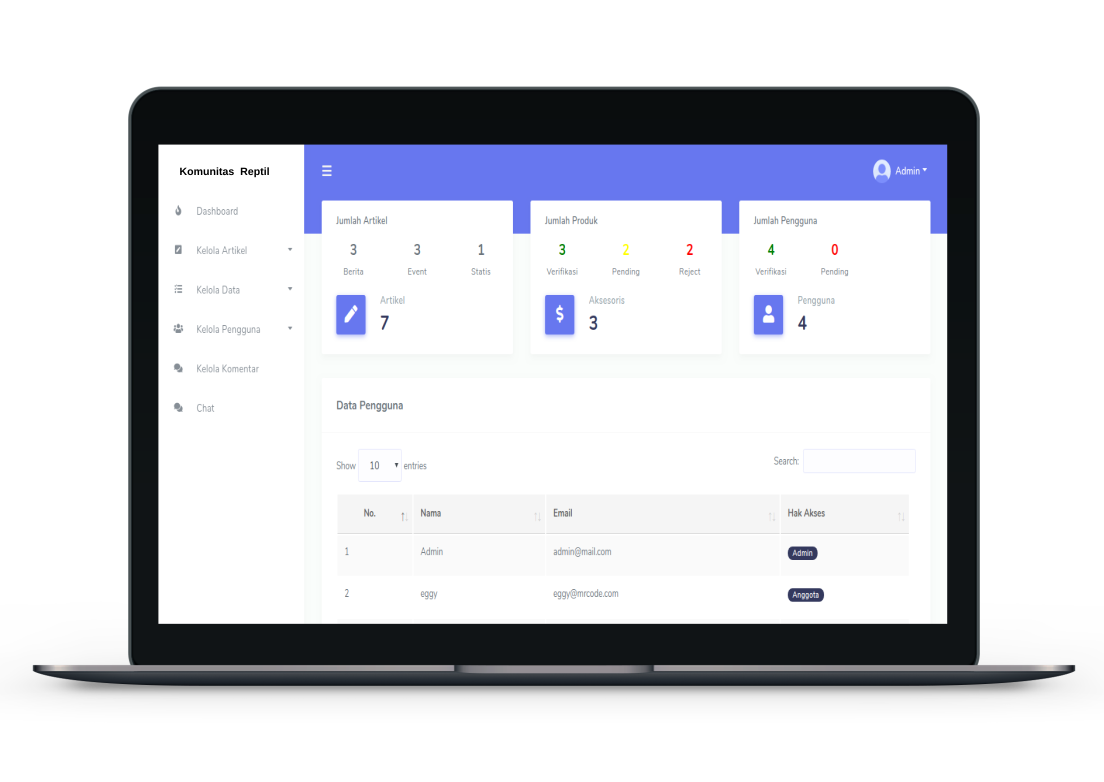 Komunitas Reptil
Admin
Dashboard
Kelola Artikel
Kelola Data
Kelola Pengguna
Kelola Komentar
Chat
Jumlah Artikel
3 3 1
Berita Event Statis
Artikel
7
Jumlah Produk
3 2 2
Verifikasi Pending Reject
$
Aksesoris
3
Jumlah Pengguna
4 0
Verifikasi Pending
Pengguna
4
Data Pengguna
Show 10 entries
Search:
No. Nama Email Hak Akses
1 Admin admin@mail.com Admin
2 eggy eggy@mrcode.com Anggota